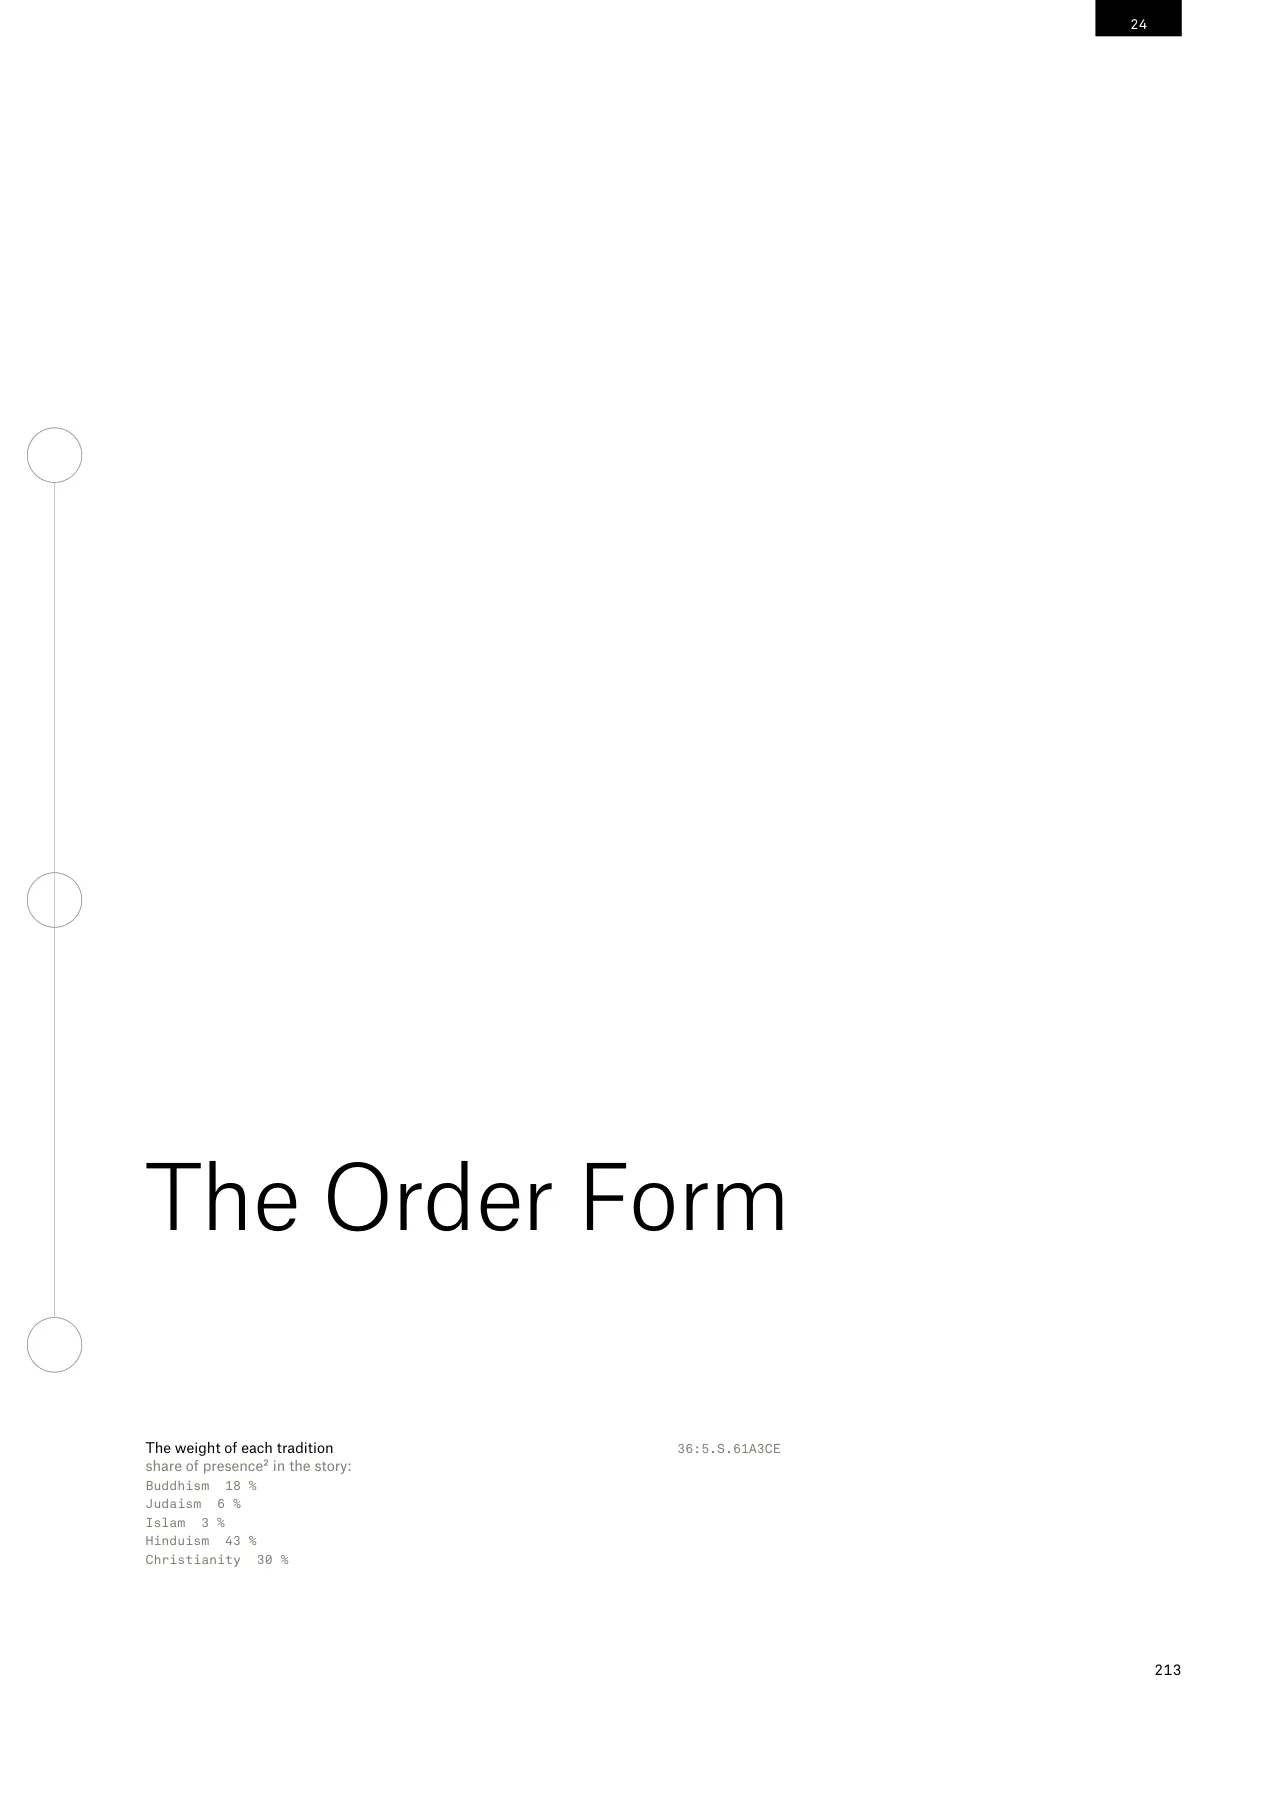 24
The Order Form
The weight of each tradition
share of presence² in the story:
Buddhism  18 %
Judaism  6 %
Islam  3 %
Hinduism  43 %
Christianity  30 %
36:5.S.61A3CE
213